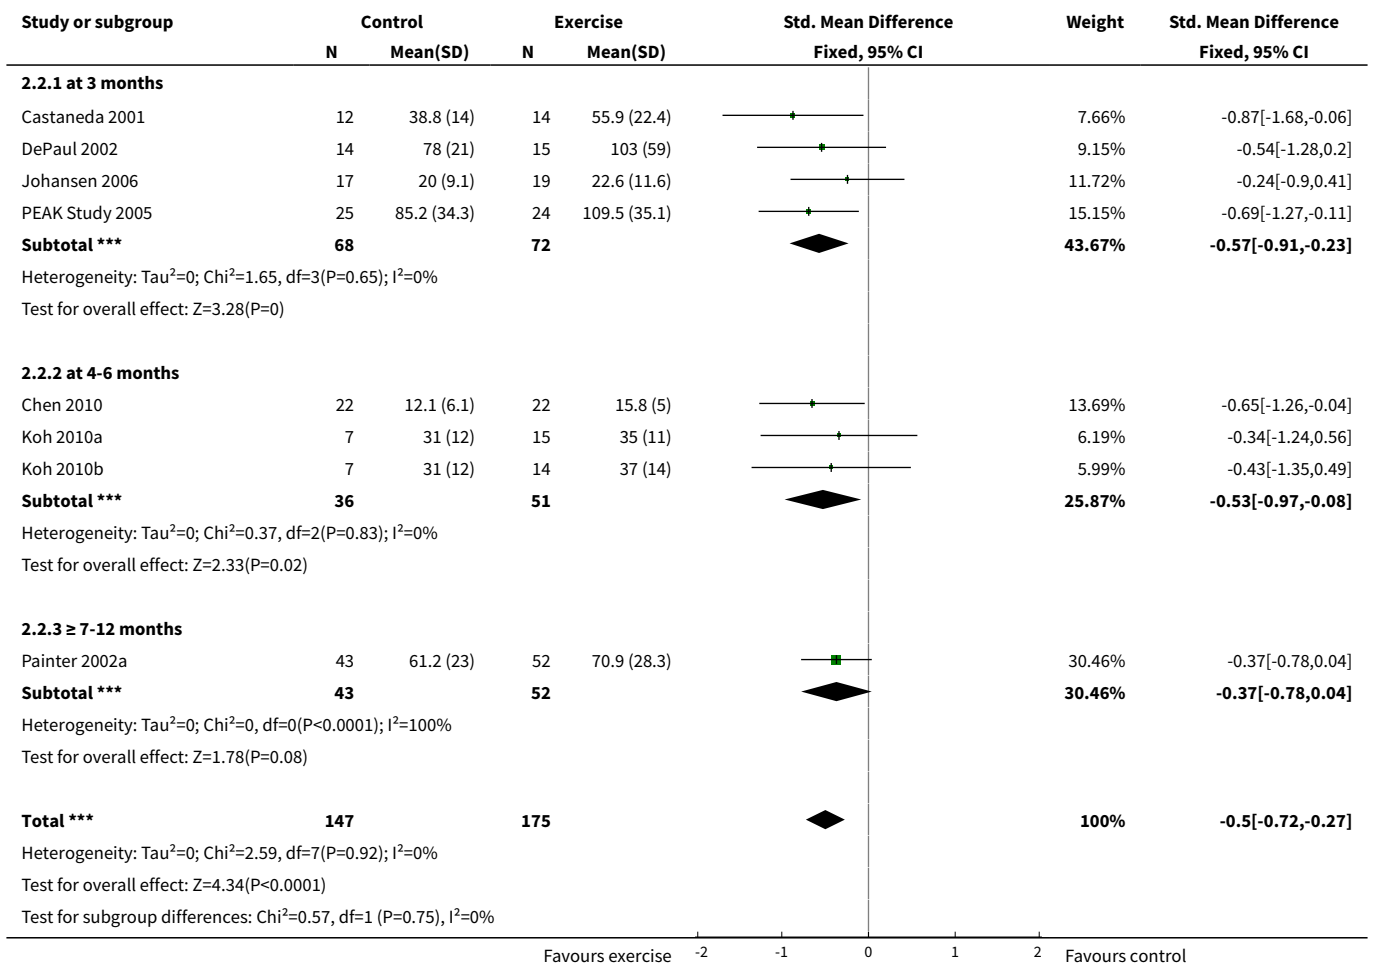 Study or subgroup Control Exercise Std. Mean Difference Weight Std. Mean Difference
N Mean(SD) N Mean(SD) Fixed, 95% CI Fixed, 95% CI
2.2.1 at 3 months
Castaneda 2001 12 38.8 (14) 14 55.9 (22.4) 7.66% -0.87[-1.68,-0.06]
DePaul 2002 14 78 (21) 15 103 (59) 9.15% -0.54[-1.28,0.2]
Johansen 2006 17 20 (9.1) 19 22.6 (11.6) 11.72% -0.24[-0.9,0.41]
PEAK Study 2005 25 85.2 (34.3) 24 109.5 (35.1) 15.15% -0.69[-1.27,-0.11]
Subtotal *** 68 72 43.67% -0.57[-0.91,-0.23]
Heterogeneity: Tau²=0; Chi²=1.65, df=3(P=0.65); I²=0%
Test for overall effect: Z=3.28(P=0)
2.2.2 at 4-6 months
Chen 2010 22 12.1 (6.1) 22 15.8 (5) 13.69% -0.65[-1.26,-0.04]
Koh 2010a 7 31 (12) 15 35 (11) 6.19% -0.34[-1.24,0.56]
Koh 2010b 7 31 (12) 14 37 (14) 5.99% -0.43[-1.35,0.49]
Subtotal *** 36 51 25.87% -0.53[-0.97,-0.08]
Heterogeneity: Tau²=0; Chi²=0.37, df=2(P=0.83); I²=0%
Test for overall effect: Z=2.33(P=0.02)
2.2.3 ≥ 7-12 months
Painter 2002a 43 61.2 (23) 52 70.9 (28.3) 30.46% -0.37[-0.78,0.04]
Subtotal *** 43 52 30.46% -0.37[-0.78,0.04]
Heterogeneity: Tau²=0; Chi²=0, df=0(P<0.0001); I²=100%
Test for overall effect: Z=1.78(P=0.08)
Total *** 147 175 100% -0.5[-0.72,-0.27]
Heterogeneity: Tau²=0; Chi²=2.59, df=7(P=0.92); I²=0%
Test for overall effect: Z=4.34(P<0.0001)
Test for subgroup differences: Chi²=0.57, df=1 (P=0.75), I²=0%
Favours exercise -2 -1 0 1 2 Favours control